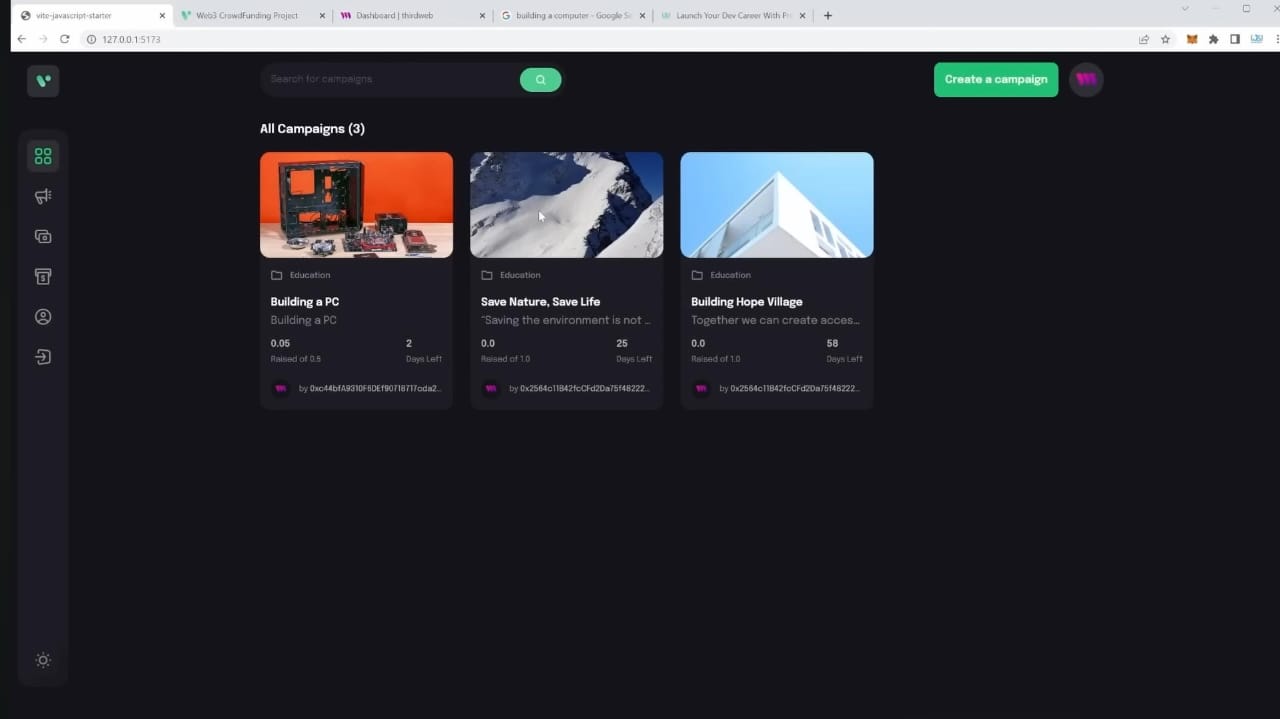 vite-javascript-starter
Web3 CrowdFunding Project
Dashboard | thirdweb
building a computer - Google Se
Launch Your Dev Career With Pr
127.0.0.1:5173
Search for campaigns
Create a campaign
All Campaigns (3)
Education
Building a PC
Building a PC
0.05
2
Raised of 0.5
Days Left
Education
Save Nature, Save Life
“Saving the environment is not ...
0.0
25
Raised of 1.0
Days Left
by 0x2564c11B42fcCFd2Da75f48222...
Education
Building Hope Village
Together we can create acces...
0.0
58
Raised of 1.0
Days Left
by 0x2564c11B42fcCFd2Da75f48222...